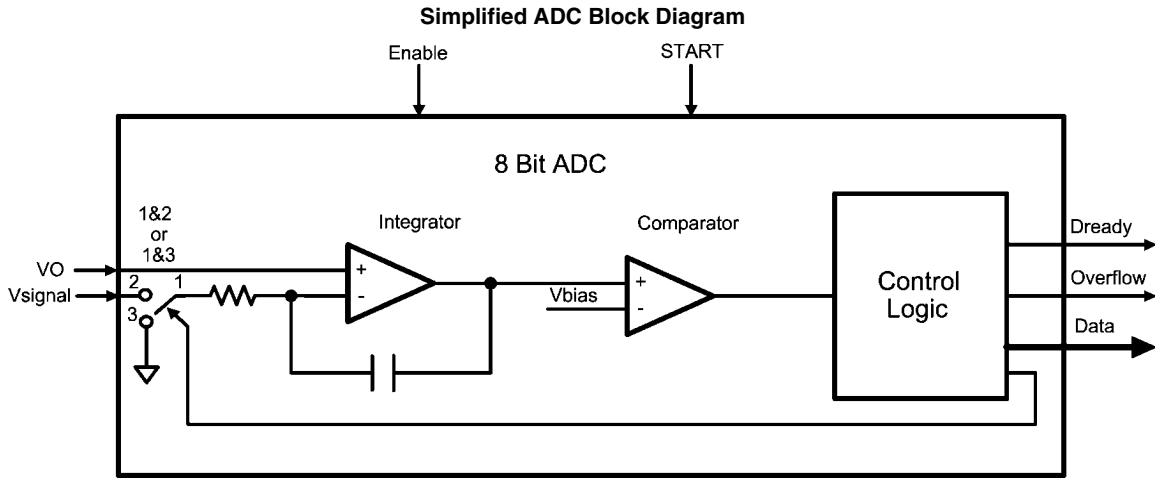 Simplified ADC Block Diagram
Enable
START
8 Bit ADC
1&2
or
1&3
Integrator
Comparator
VO
Vsignal
2
1
3
+
-
Vbias
+
-
Control
Logic
Dready
Overflow
Data